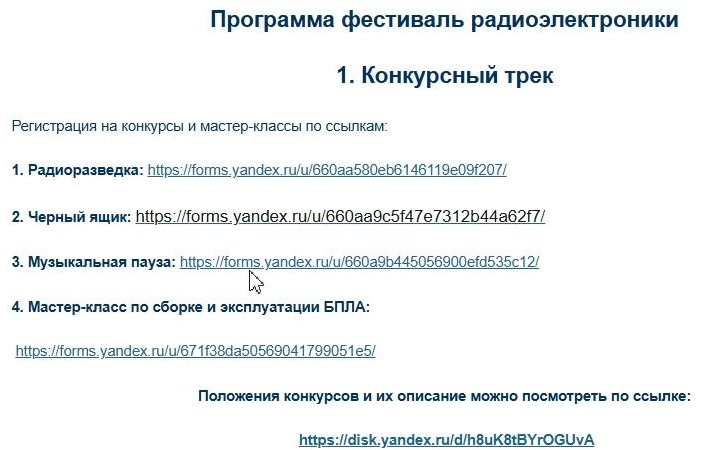 Программа фестиваль радиоэлектроники
1. Конкурсный трек
Регистрация на конкурсы и мастер-классы по ссылкам:
1. Радиоразведка: https://forms.yandex.ru/u/660aa580eb6146119e09f207/
2. Черный ящик: https://forms.yandex.ru/u/660aa9c5f47e7312b44a62f7/
3. Музыкальная пауза: https://forms.yandex.ru/u/660a9b445056900efd535c12/
4. Мастер-класс по сборке и эксплуатации БПЛА:
https://forms.yandex.ru/u/671f38da50569041799051e5/
Положения конкурсов и их описание можно посмотреть по ссылке:
https://disk.yandex.ru/d/h8uK8tBYrOGUvA